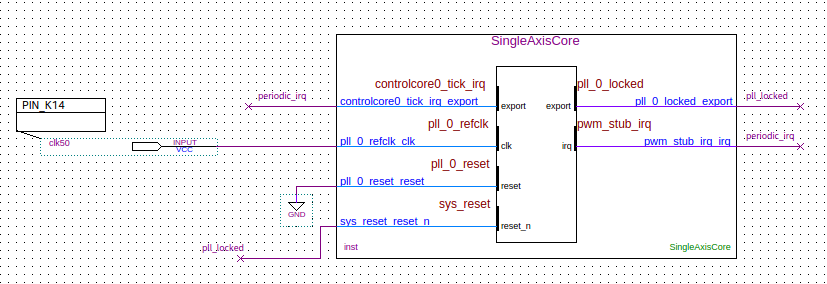 SingleAxisCore
controlcore0_tick_irq
pll_0_locked
periodic_irq
controlcore0_tick_irq_export
export
export
pll_0_locked_export
pll_locked
PIN_K14
pll_0_refclk
pwm_stub_irq
clk50
INPUT
VCC
pll_0_refclk_clk
clk
irq
pwm_stub_irq_irq
periodic_irq
pll_0_reset
pll_0_reset_reset
reset
GND
sys_reset
sys_reset_reset_n
reset_n
pll_locked
inst
SingleAxisCore